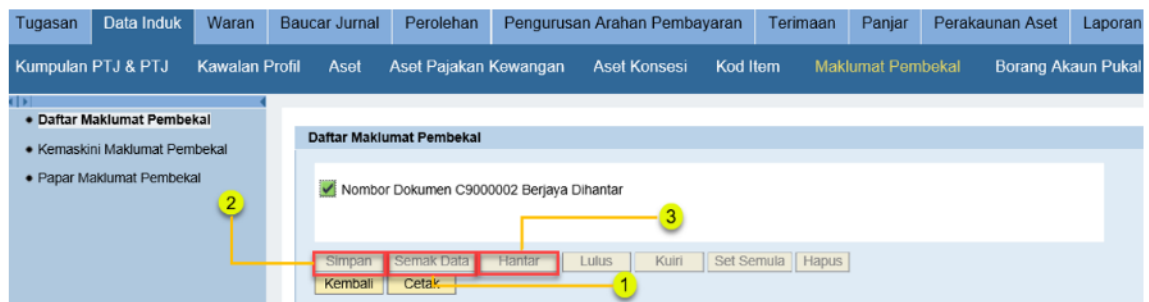 Tugasan Data Induk Waran Baucar Jurnal Perolehan Pengurusan Arahan Pembayaran Terimaan Panjar Perakaunan Aset Laporan
Kumpulan PTJ & PTJ Kawalan Profil Aset Aset Pajakan Kewangan Aset Konsesi Kod Item Maklumat Pembekal Borang Akaun Pukal
Daftar Maklumat Pembekal
Kemaskini Maklumat Pembekal
Papar Maklumat Pembekal
2
Daftar Maklumat Pembekal
Nombor Dokumen C9000002 Berjaya Dihantar
3
Simpan Semak Data Hantar Lulus Kuiri Set Semula Hapus
Kembali Cetak
1